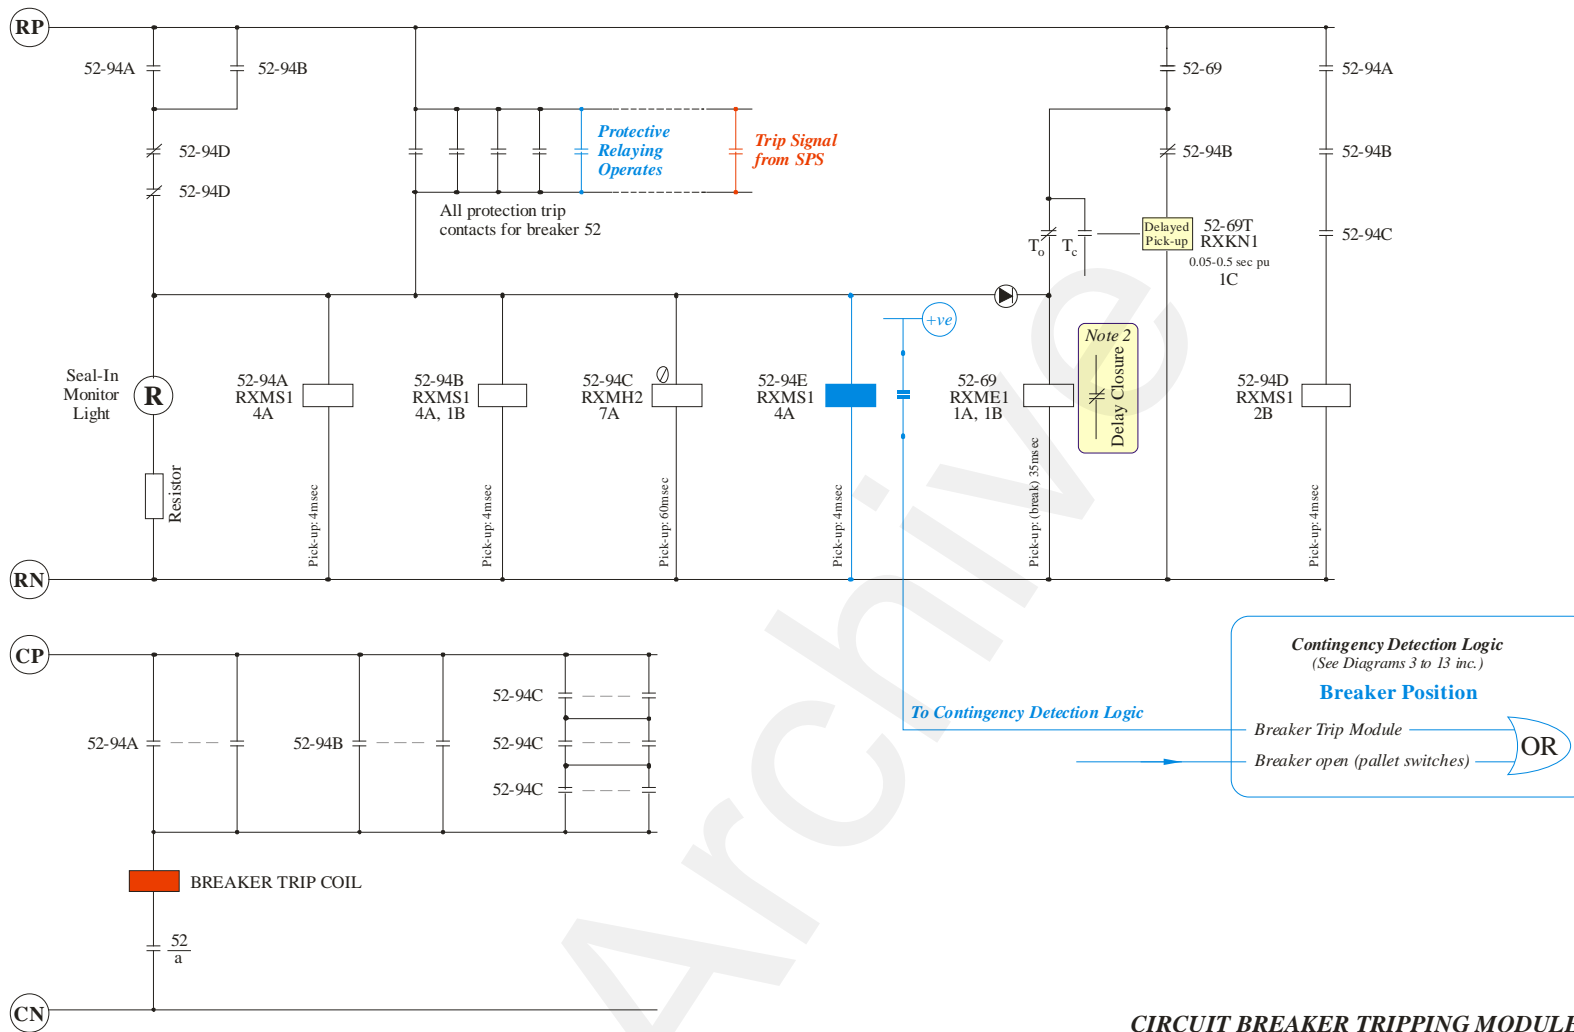 RP
52-94A
52-94B
52-69
52-94A
52-94D
52-94D
Protective
Relaying
Operates
Trip Signal
from SPS
52-94B
52-94B
All protection trip
contacts for breaker 52
To
Tc
Delayed
Pick-up
52-69T
RXKN1
0.05-0.5 sec pu
1C
52-94C
+ve
Note 2
Delay Closure
Seal-In
Monitor
Light
R
52-94A
RXMS1
4A
52-94B
RXMS1
4A, 1B
52-94C
RXMH2
7A
52-94E
RXMS1
4A
52-69
RXME1
1A, 1B
52-94D
RXMS1
2B
Resistor
Pick-up: 4msec
Pick-up: 4msec
Pick-up: 60msec
Pick-up: 4msec
Pick-up: (break) 35msec
Pick-up: 4msec
RN
CP
52-94A
52-94B
52-94C
52-94C
52-94C
To Contingency Detection Logic
Contingency Detection Logic
(See Diagrams 3 to 13 inc.)
Breaker Position
Breaker Trip Module
Breaker open (pallet switches)
OR
BREAKER TRIP COIL
52
a
CN
Archive
CIRCUIT BREAKER TRIPPING MODULE